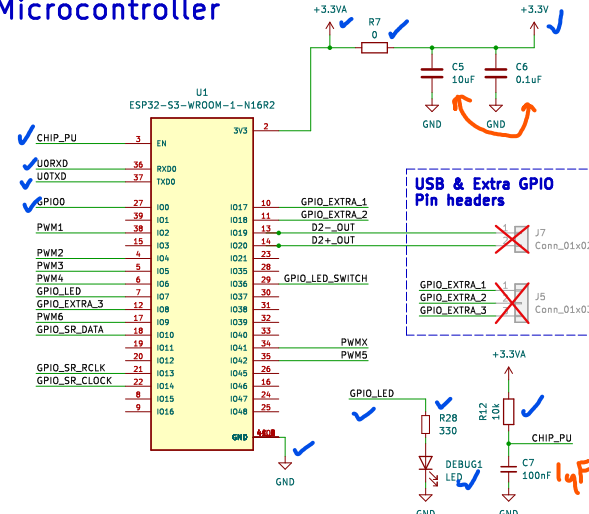 Microcontroller
+3.3VA
R7
0
+3.3V
C5
10uF
C6
0.1uF
GND
GND
U1
ESP32-S3-WROOM-1-N16R2
3V3
2
CHIP_PU
3
EN
U0RXD
36
RXD0
U0TXD
37
TXD0
GPIO0
27
IO0
39
IO1
PWM1
38
IO2
15
IO3
PWM2
4
IO4
PWM3
5
IO5
PWM4
6
IO6
GPIO_LED
7
IO7
GPIO_EXTRA_3
12
IO8
PWM6
17
IO9
GPIO_SR_DATA
18
IO10
19
IO11
20
IO12
GPIO_SR_RCLK
21
IO13
GPIO_SR_CLOCK
22
IO14
8
IO15
9
IO16
IO17
10
GPIO_EXTRA_1
IO18
11
GPIO_EXTRA_2
IO19
13
D2-_OUT
IO20
14
D2+_OUT
IO21
23
IO35
28
IO36
29
GPIO_LED_SWITCH
IO37
30
IO38
31
IO39
32
IO40
33
IO41
34
PWMX
IO42
35
PWM5
IO45
26
IO46
16
IO47
24
IO48
25
GND
GND
USB & Extra GPIO
Pin headers
1
J7
Conn_01x02
GPIO_EXTRA_1
GPIO_EXTRA_2
GPIO_EXTRA_3
J5
GPIO_LED
R28
330
DEBUG1
LED
GND
+3.3VA
R12
10k
CHIP_PU
C7
100nF
1uF
GND